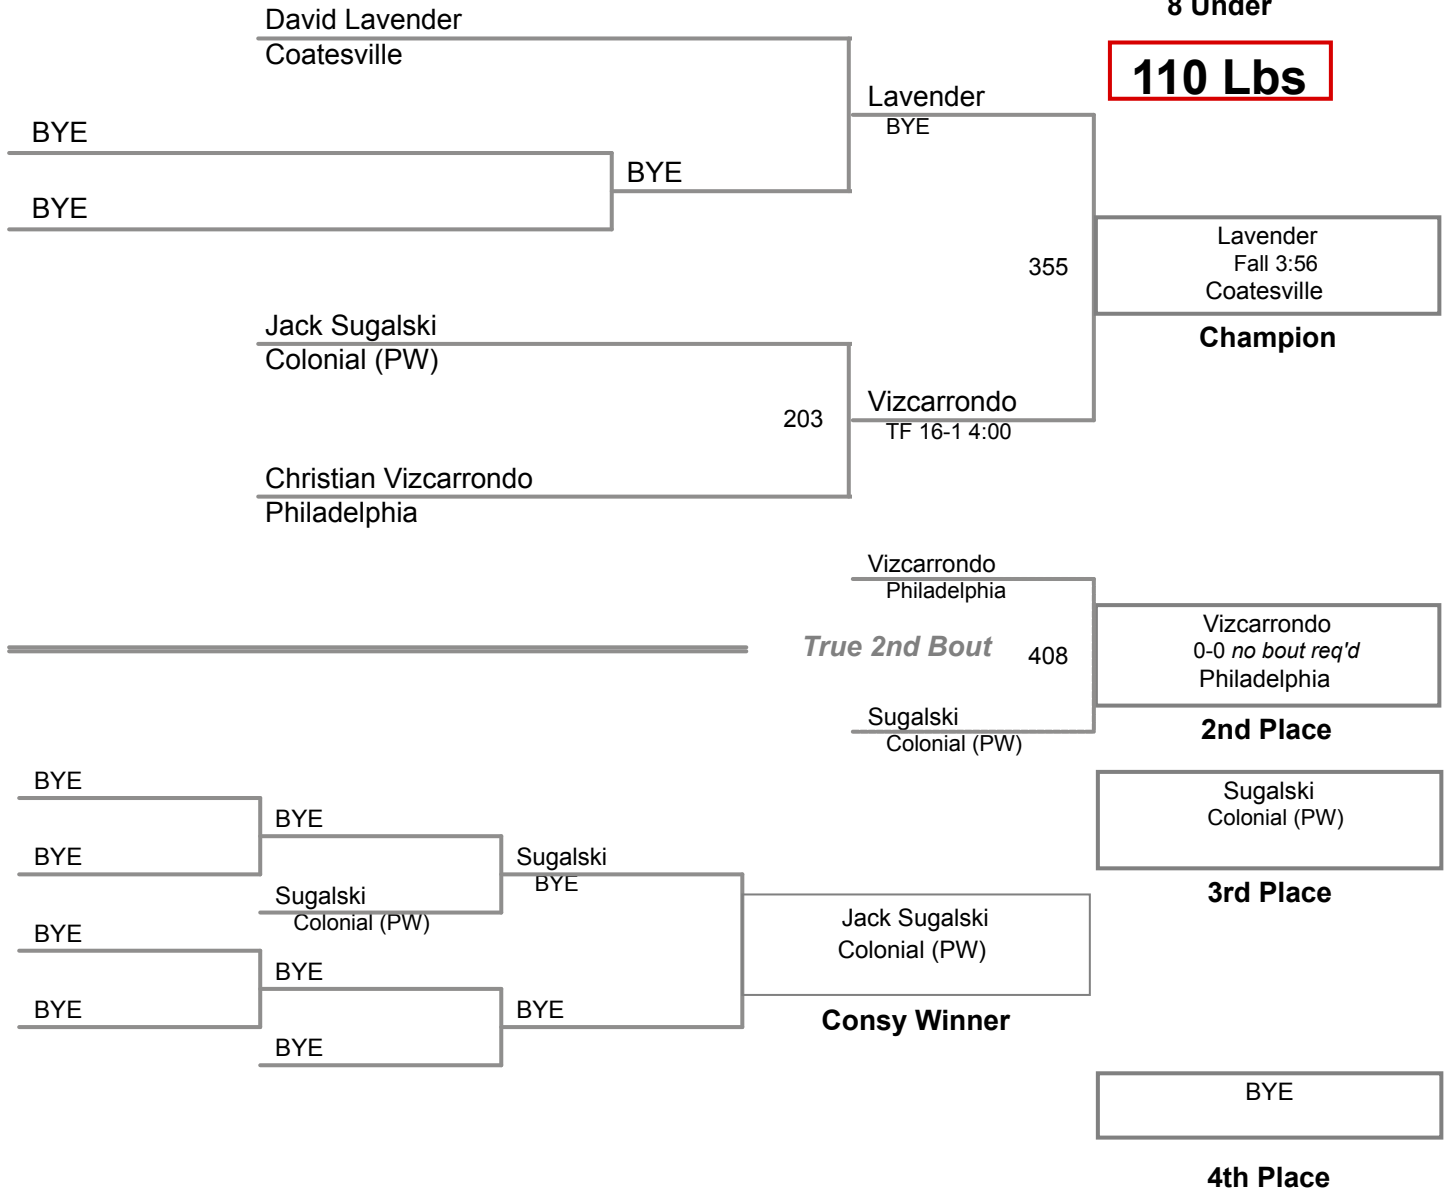 8 Under
110 Lbs
David Lavender
Coatesville
Lavender
BYE
BYE
BYE
BYE
355
Lavender
Fall 3:56
Coatesville
Champion
Jack Sugalski
Colonial (PW)
203
Vizcarrondo
TF 16-1 4:00
Christian Vizcarrondo
Philadelphia
Vizcarrondo
Philadelphia
True 2nd Bout
408
Vizcarrondo
0-0 no bout req'd
Philadelphia
2nd Place
Sugalski
Colonial (PW)
Sugalski
Colonial (PW)
3rd Place
BYE
BYE
BYE
Sugalski
BYE
Sugalski
Colonial (PW)
Jack Sugalski
Colonial (PW)
Consy Winner
BYE
BYE
BYE
BYE
BYE
BYE
4th Place